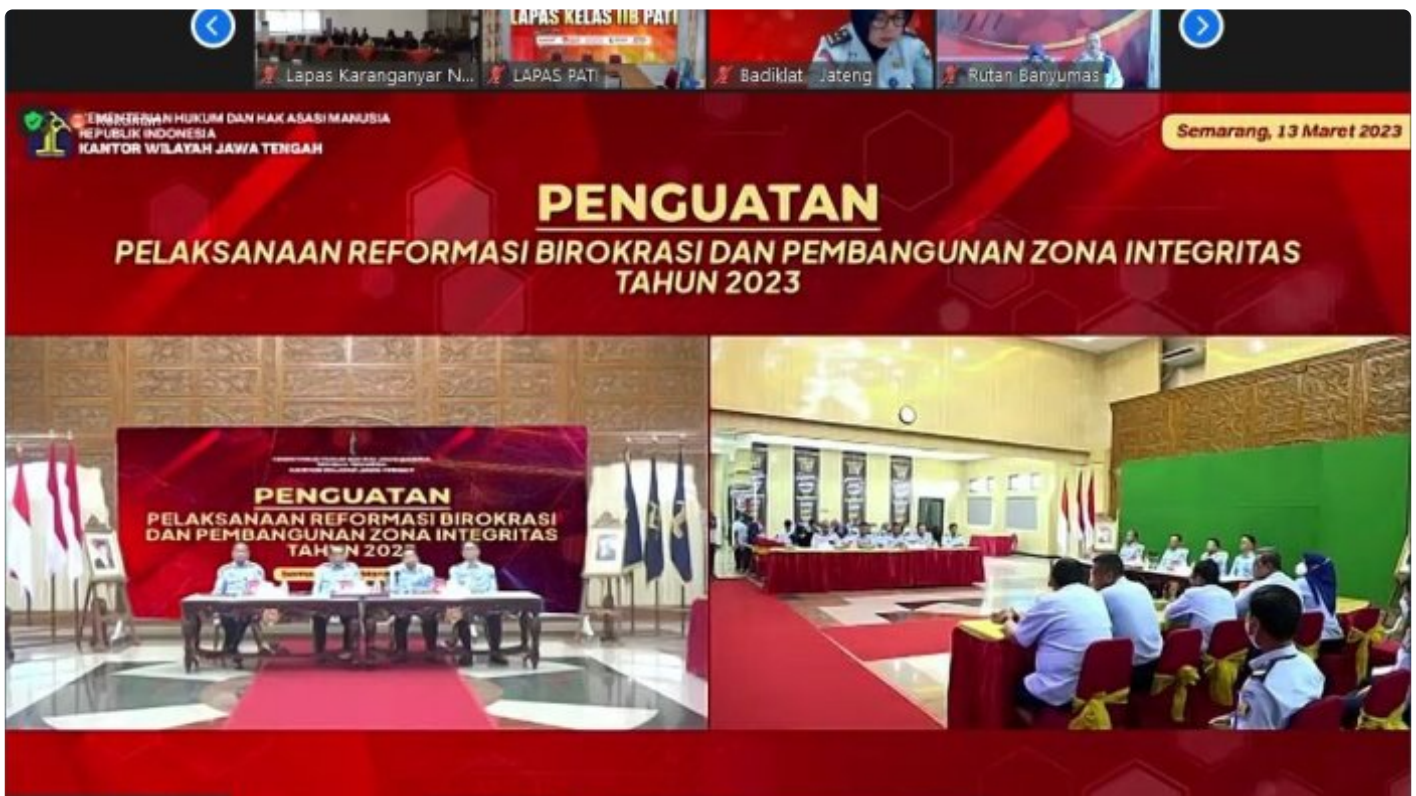 LAPAS KELAS IIB PATI
Lapas Karanganyar N...
LAPAS PATI
Badiklat Jateng
Rutan Banyumas
KEMENTERIAN HUKUM DAN HAK ASASI MANUSIA
REPUBLIK INDONESIA
KANTOR WILAYAH JAWA TENGAH
Semarang, 13 Maret 2023
PENGUATAN
PELAKSANAAN REFORMASI BIROKRASI DAN PEMBANGUNAN ZONA INTEGRITAS
TAHUN 2023
PENGUATAN
PELAKSANAAN REFORMASI BIROKRASI
DAN PEMBANGUNAN ZONA INTEGRITAS
TAHUN 2023